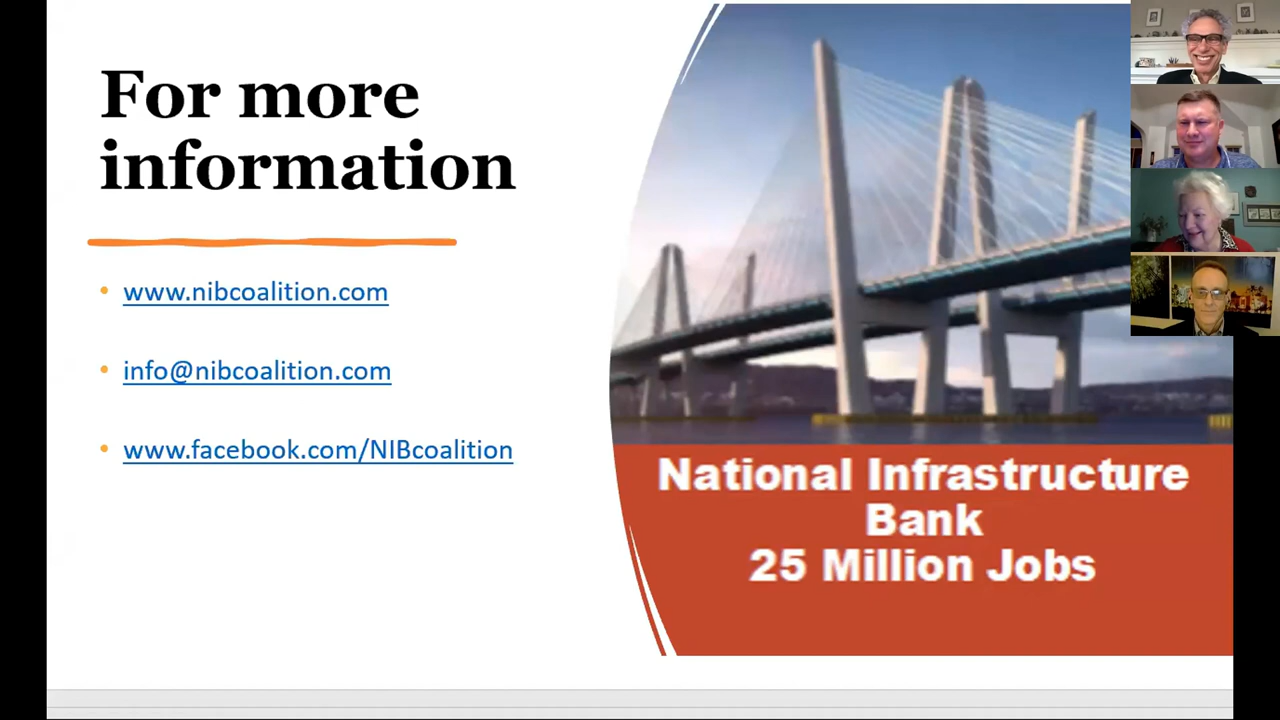 For more
information
www.nibcoalition.com
info@nibcoalition.com
www.facebook.com/NIBcoalition
National Infrastructure
Bank
25 Million Jobs